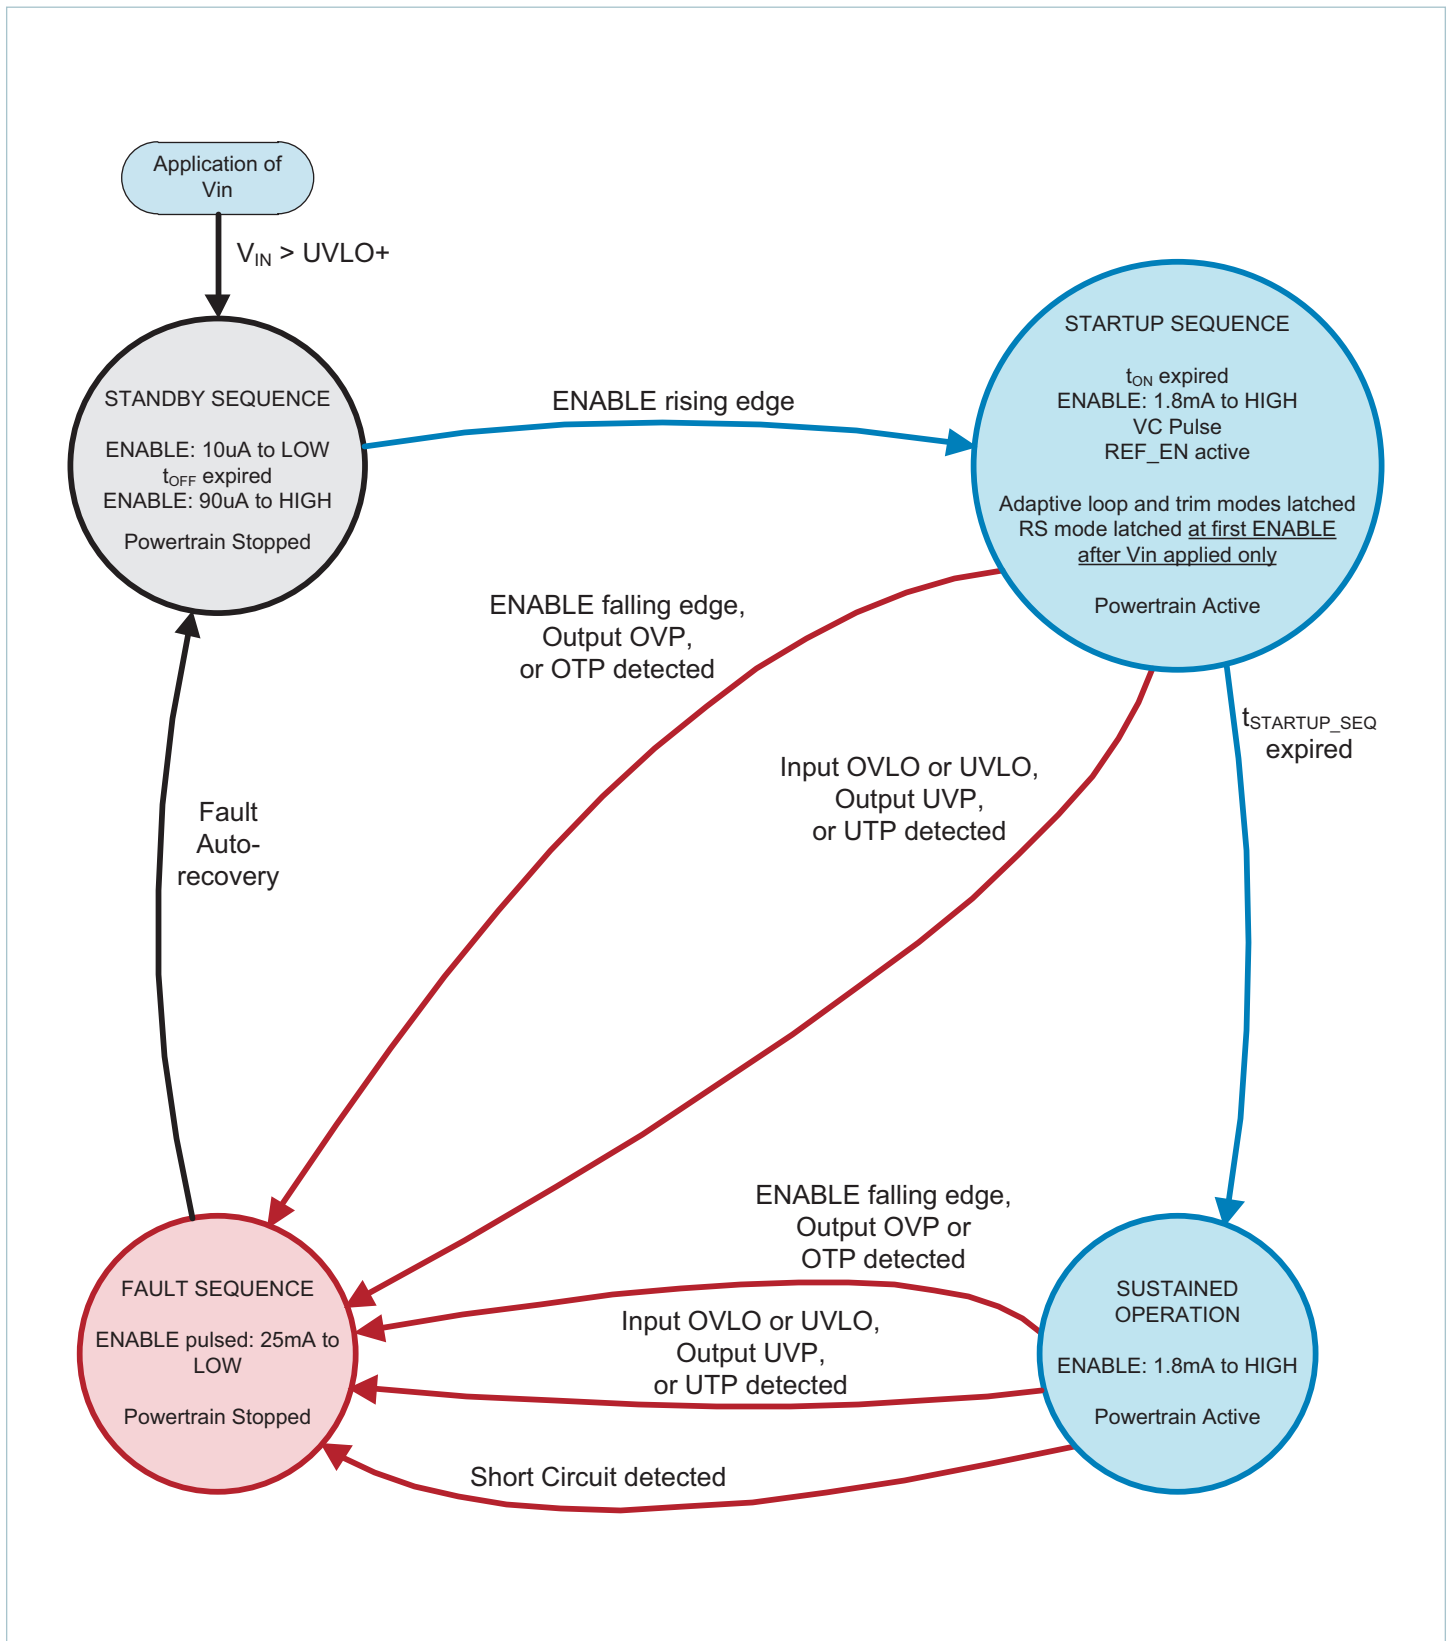 Application of
Vin
VIN > UVLO+
STANDBY SEQUENCE
ENABLE: 10uA to LOW
tOFF expired
ENABLE: 90uA to HIGH
Powertrain Stopped
ENABLE rising edge
STARTUP SEQUENCE
tON expired
ENABLE: 1.8mA to HIGH
VC Pulse
REF_EN active
Adaptive loop and trim modes latched
RS mode latched at first ENABLE
after Vin applied only
Powertrain Active
ENABLE falling edge,
Output OVP,
or OTP detected
Input OVLO or UVLO,
Output UVP,
or UTP detected
tSTARTUP_SEQ
expired
Fault
Auto-
recovery
ENABLE falling edge,
Output OVP or
OTP detected
FAULT SEQUENCE
ENABLE pulsed: 25mA to
LOW
Powertrain Stopped
Input OVLO or UVLO,
Output UVP,
or UTP detected
SUSTAINED
OPERATION
ENABLE: 1.8mA to HIGH
Powertrain Active
Short Circuit detected